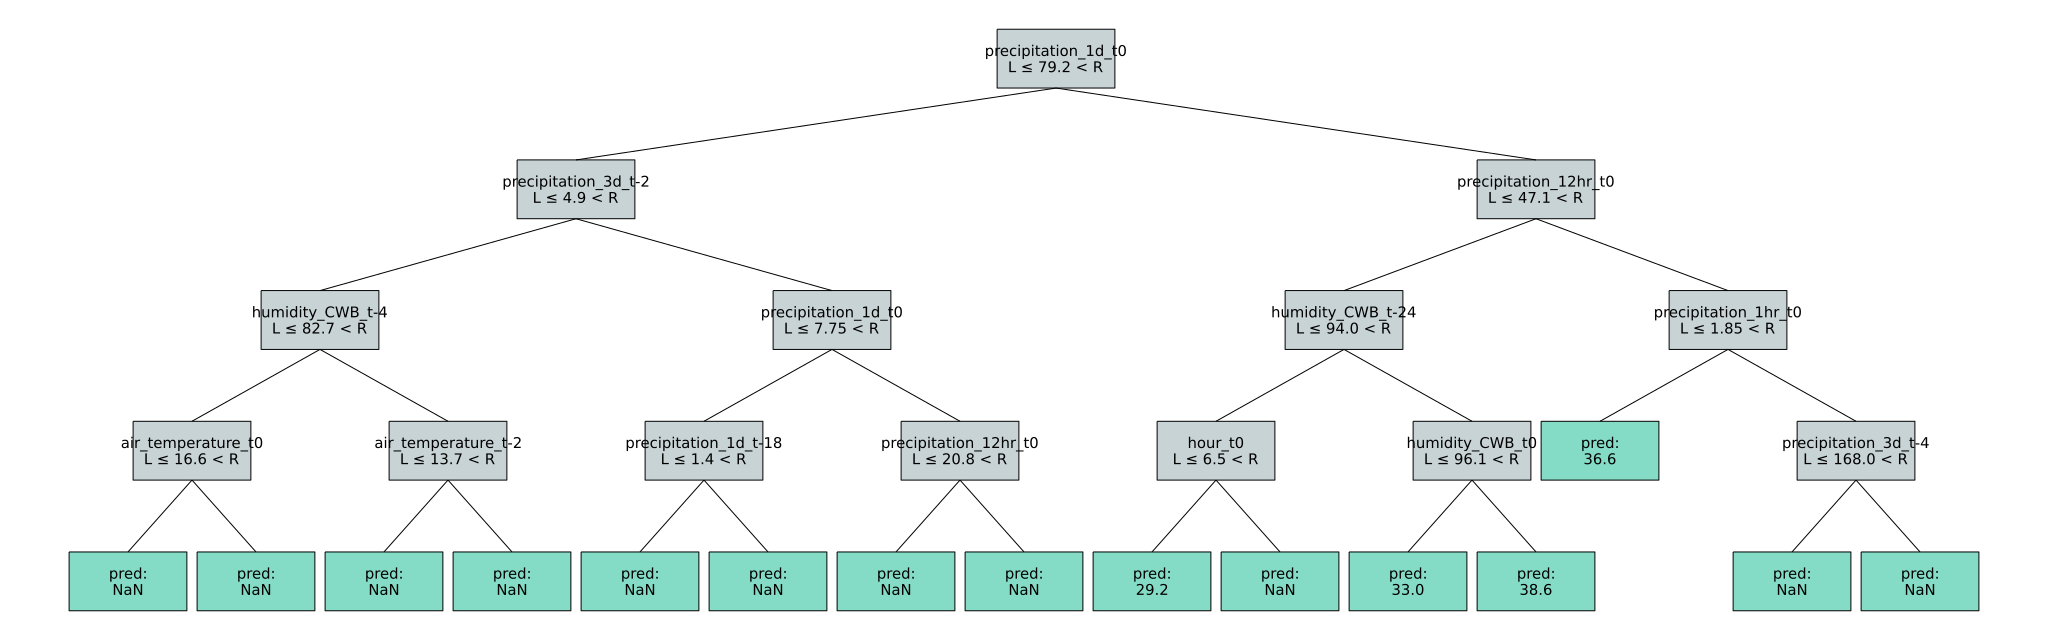 precipitation_1d_t0
L ≤ 79.2 < R
precipitation_3d_t-2
L ≤ 4.9 < R
precipitation_12hr_t0
L ≤ 47.1 < R
humidity_CWB_t-4
L ≤ 82.7 < R
precipitation_1d_t0
L ≤ 7.75 < R
humidity_CWB_t-24
L ≤ 94.0 < R
precipitation_1hr_t0
L ≤ 1.85 < R
air_temperature_t0
L ≤ 16.6 < R
air_temperature_t-2
L ≤ 13.7 < R
precipitation_1d_t-18
L ≤ 1.4 < R
precipitation_12hr_t0
L ≤ 20.8 < R
hour_t0
L ≤ 6.5 < R
humidity_CWB_t0
L ≤ 96.1 < R
pred:
36.6
precipitation_3d_t-4
L ≤ 168.0 < R
pred:
NaN
pred:
NaN
pred:
NaN
pred:
NaN
pred:
NaN
pred:
NaN
pred:
NaN
pred:
NaN
pred:
29.2
pred:
NaN
pred:
33.0
pred:
38.6
pred:
NaN
pred:
NaN